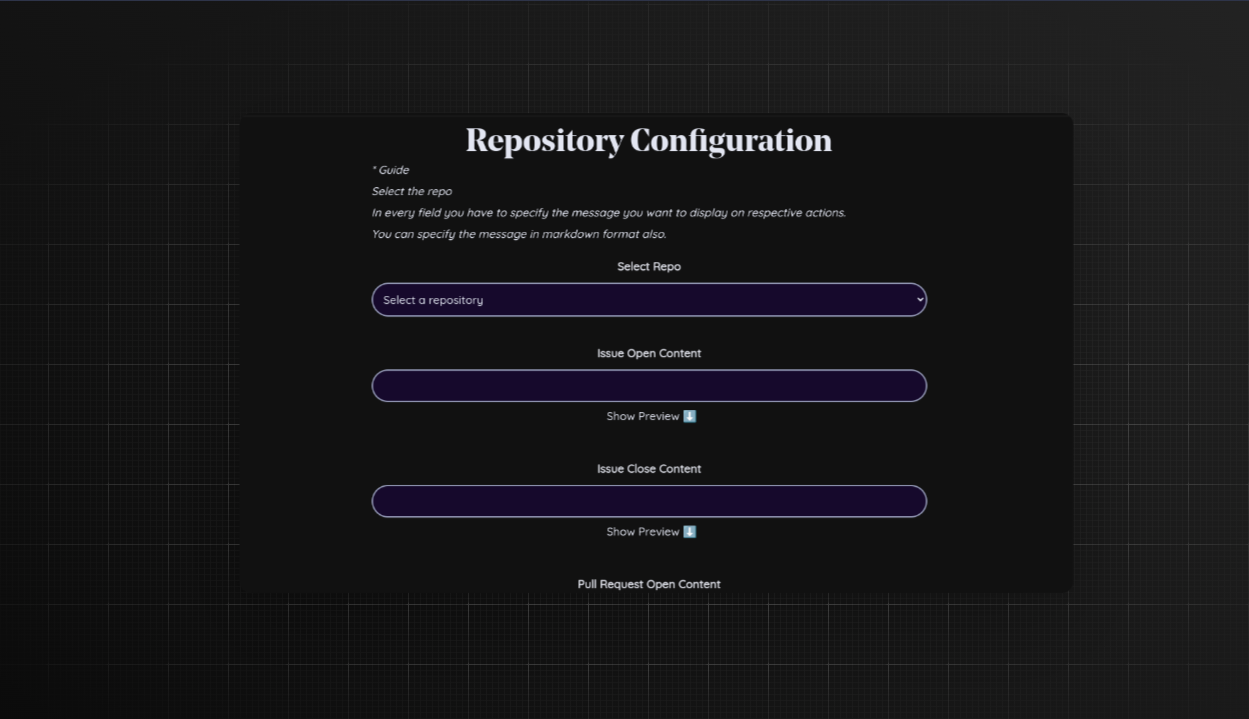 Repository Configuration
* Guide
Select the repo
In every field you have to specify the message you want to display on respective actions.
You can specify the message in markdown format also.
Select Repo
Select a repository
Issue Open Content
Show Preview ⬇️
Issue Close Content
Show Preview ⬇️
Pull Request Open Content